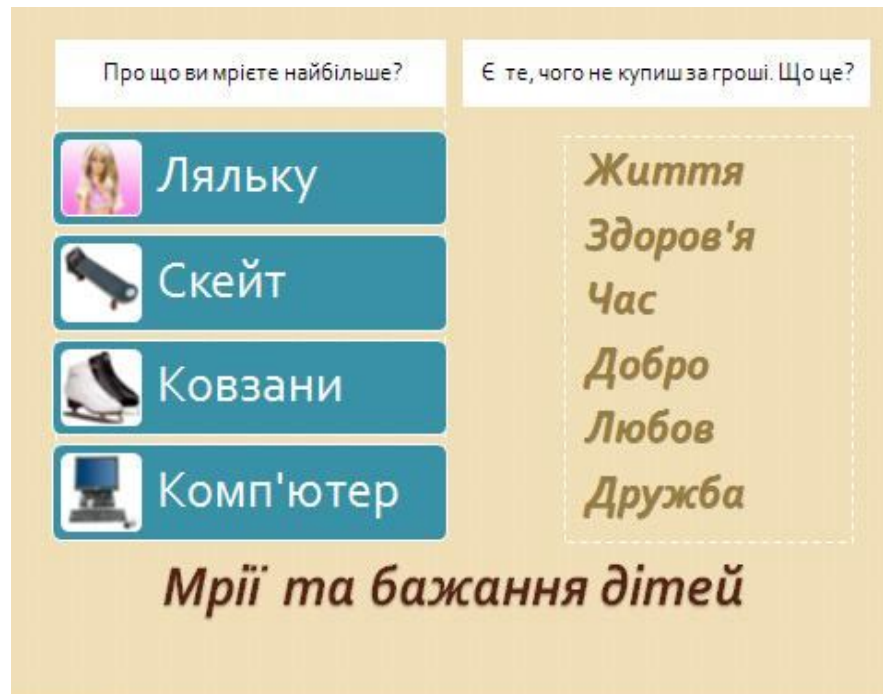 Про що ви мрієте найбільше?
Є те, чого не купиш за гроші. Що це?
Ляльку
Скейт
Ковзани
Комп'ютер
Життя
Здоров'я
Час
Добро
Любов
Дружба
Мрії та бажання дітей